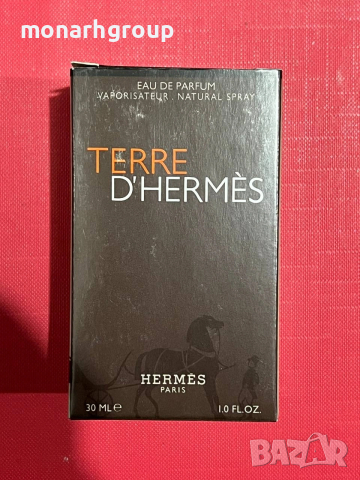 monarhgroup
EAU DE PARFUM
VAPORISATEUR . NATURAL SPRAY
TERRE
D'HERMÈS
HERMÈS
PARIS
30 ML ℮
1.0 FL.OZ.
BAZAR